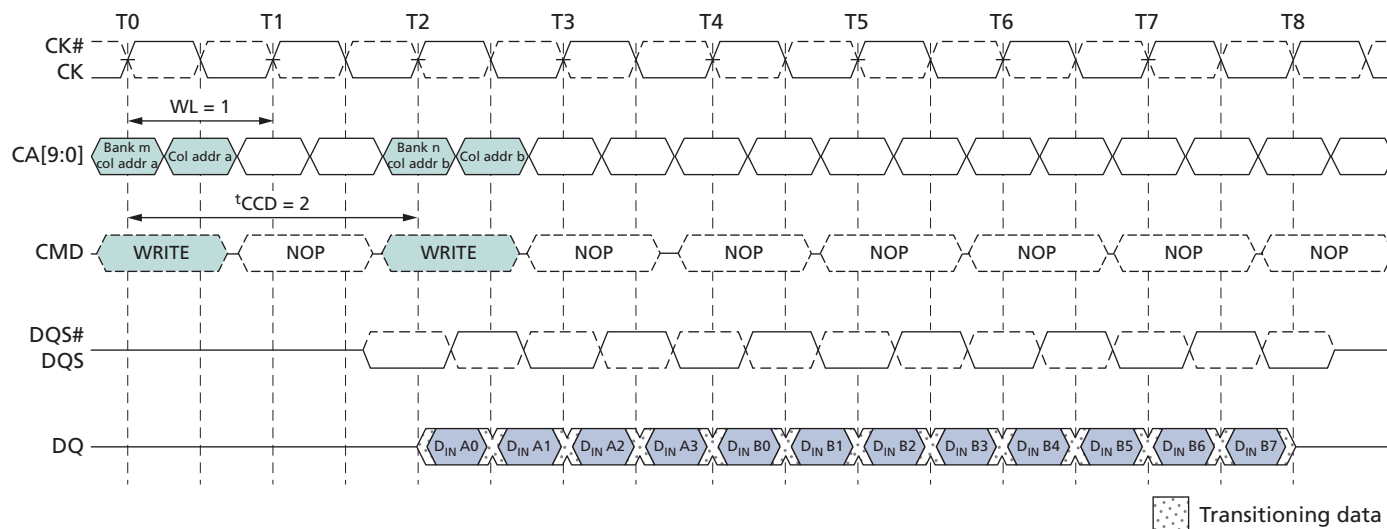 T0 T1 T2 T3 T4 T5 T6 T7 T8
CK#
CK
WL = 1
CA[9:0]
Bank m
col addr a
Col addr a
Bank n
col addr b
Col addr b
tCCD = 2
CMD WRITE NOP WRITE NOP NOP NOP NOP NOP NOP
DQS#
DQS
DQ DIN A0 DIN A1 DIN A2 DIN A3 DIN B0 DIN B1 DIN B2 DIN B3 DIN B4 DIN B5 DIN B6 DIN B7
Transitioning data